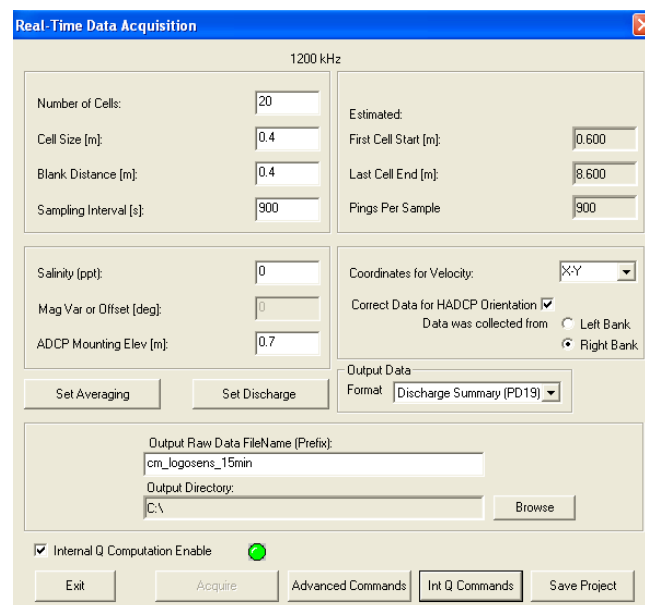 Real-Time Data Acquisition
1200 kHz
Number of Cells: 20
Cell Size [m]: 0.4
Blank Distance [m]: 0.4
Sampling Interval [s]: 900
Estimated:
First Cell Start [m]: 0.600
Last Cell End [m]: 8.600
Pings Per Sample 900
Salinity (ppt): 0
Mag Var or Offset [deg]: 0
ADCP Mounting Elev [m]: 0.7
Coordinates for Velocity: X-Y
Correct Data for HADCP Orientation
Data was collected from Left Bank
Right Bank
Set Averaging Set Discharge
Output Data
Format Discharge Summary (PD19)
Output Raw Data FileName (Prefix):
cm_logosens_15min
Output Directory:
C:\ Browse
Internal Q Computation Enable
Exit Acquire Advanced Commands Int Q Commands Save Project